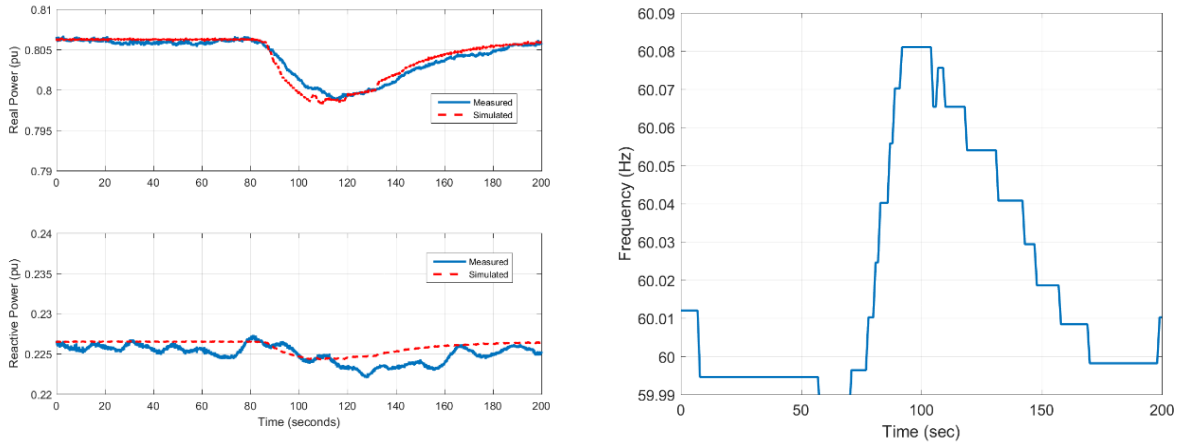 0.81
0.805
0.8
0.795
0.79
Real Power (pu)
Measured
Simulated
0 20 40 60 80 100 120 140 160 180 200
0.24
0.235
0.23
0.225
0.22
Reactive Power (pu)
Measured
Simulated
0 20 40 60 80 100 120 140 160 180 200
Time (seconds)
60.09
60.08
60.07
60.06
60.05
60.04
60.03
60.02
60.01
60
59.99
Frequency (Hz)
0 50 100 150 200
Time (sec)